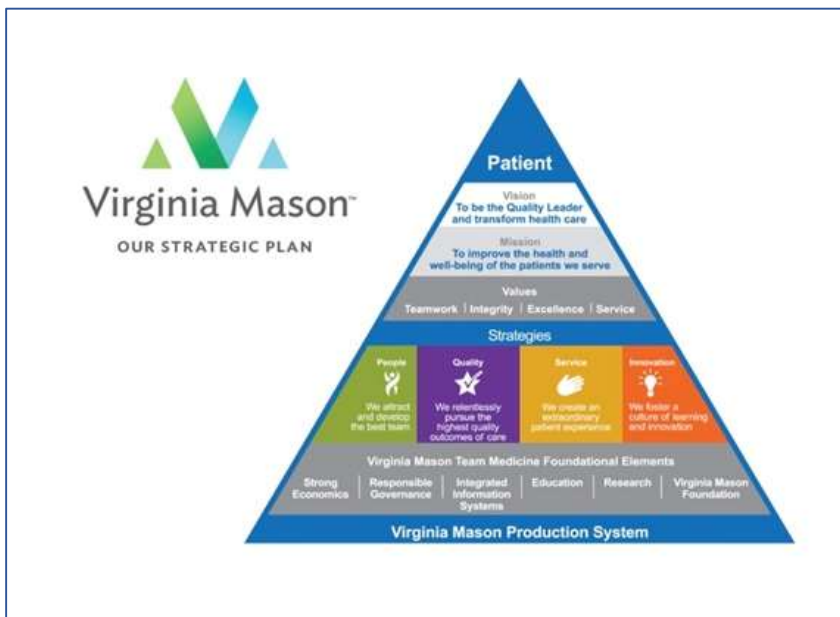 Virginia Mason™
OUR STRATEGIC PLAN
Patient
Vision
To be the Quality Leader
and transform health care
Mission
To improve the health and
well-being of the patients we serve
Values
Teamwork | Integrity | Excellence | Service
Strategies
People
We attract
and develop
the best team
Quality
We relentlessly
pursue the
highest quality
outcomes of care
Service
We create an
extraordinary
patient experience
Innovation
We foster a
culture of learning
and innovation
Virginia Mason Team Medicine Foundational Elements
Strong
Economics
Responsible
Governance
Integrated
Information
Systems
Education
Research
Virginia Mason
Foundation
Virginia Mason Production System